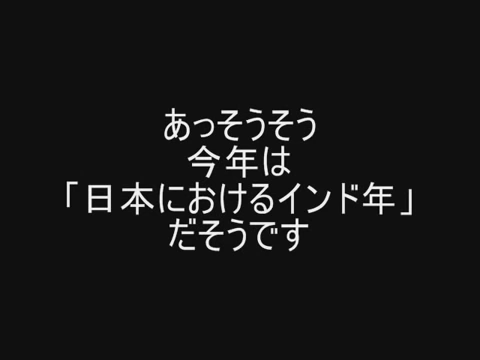 あっそうそう
今年は
「日本におけるインド年」
だそうです